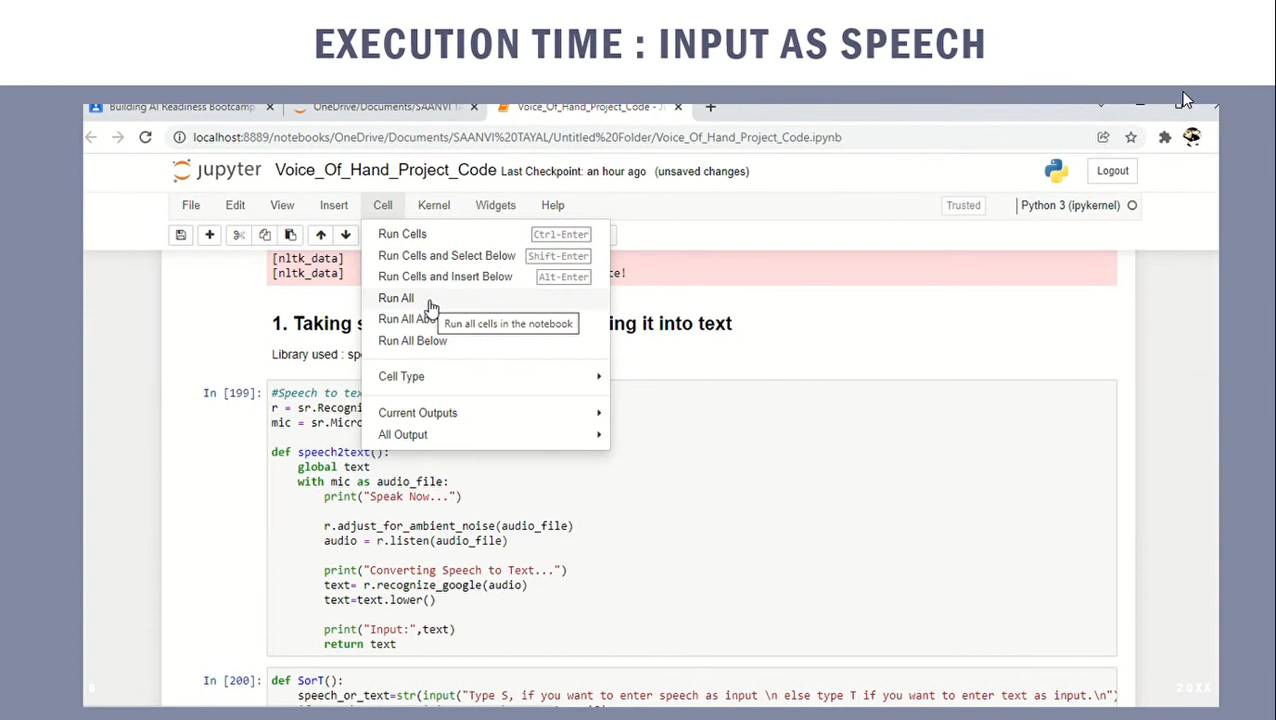 EXECUTION TIME : INPUT AS SPEECH
Building AI Readiness Bootcamp
OneDrive/Documents/SAANVI TA
Voice_Of_Hand_Project_Code - J
localhost:8889/notebooks/OneDrive/Documents/SAANVI%20TAYAL/Untitled%20Folder/Voice_Of_Hand_Project_Code.ipynb
jupyter Voice_Of_Hand_Project_Code Last Checkpoint: an hour ago (unsaved changes)
Logout
File Edit View Insert Cell Kernel Widgets Help
Trusted
Python 3 (ipykernel)
Run Cells Ctrl-Enter
Run Cells and Select Below Shift-Enter
Run Cells and Insert Below Alt-Enter
Run All
Run All Abo
Run all cells in the notebook
Run All Below
Cell Type
Current Outputs
All Output
[nltk_data]
[nltk_data] te!
1. Taking s ing it into text
Library used : spe
In [199]:
#Speech to tex
r = sr.Recogni
mic = sr.Micro
def speech2text():
global text
with mic as audio_file:
print("Speak Now...")
r.adjust_for_ambient_noise(audio_file)
audio = r.listen(audio_file)
print("Converting Speech to Text...")
text= r.recognize_google(audio)
text=text.lower()
print("Input:",text)
return text
In [200]:
def SorT():
speech_or_text=str(input("Type S, if you want to enter speech as input \n else type T if you want to enter text as input.\n")
8
20XX